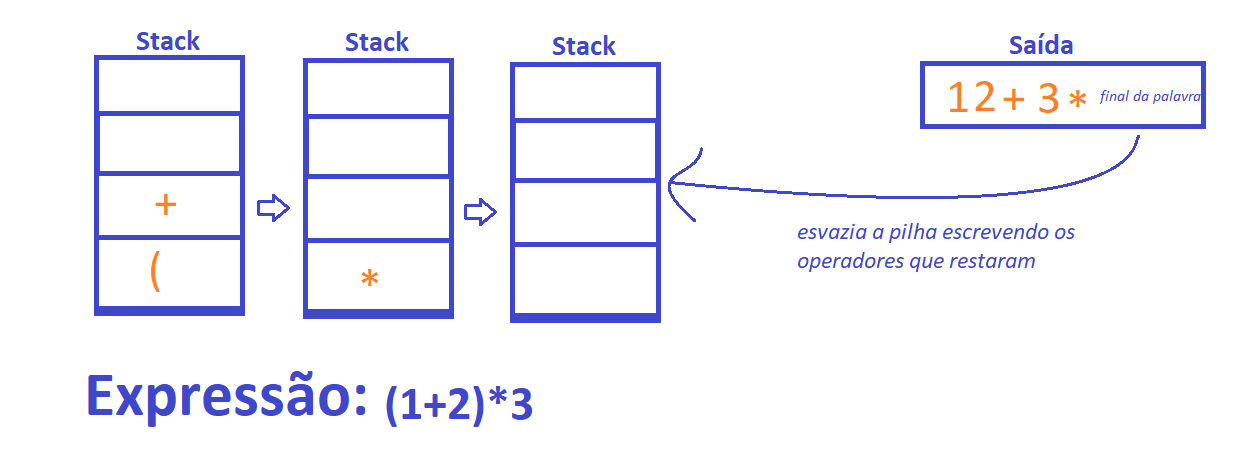 Stack
Stack
Stack
Saída
12+ 3* final da palavra
+
(
*
esvazia a pilha escrevendo os
operadores que restaram
Expressão: (1+2)*3